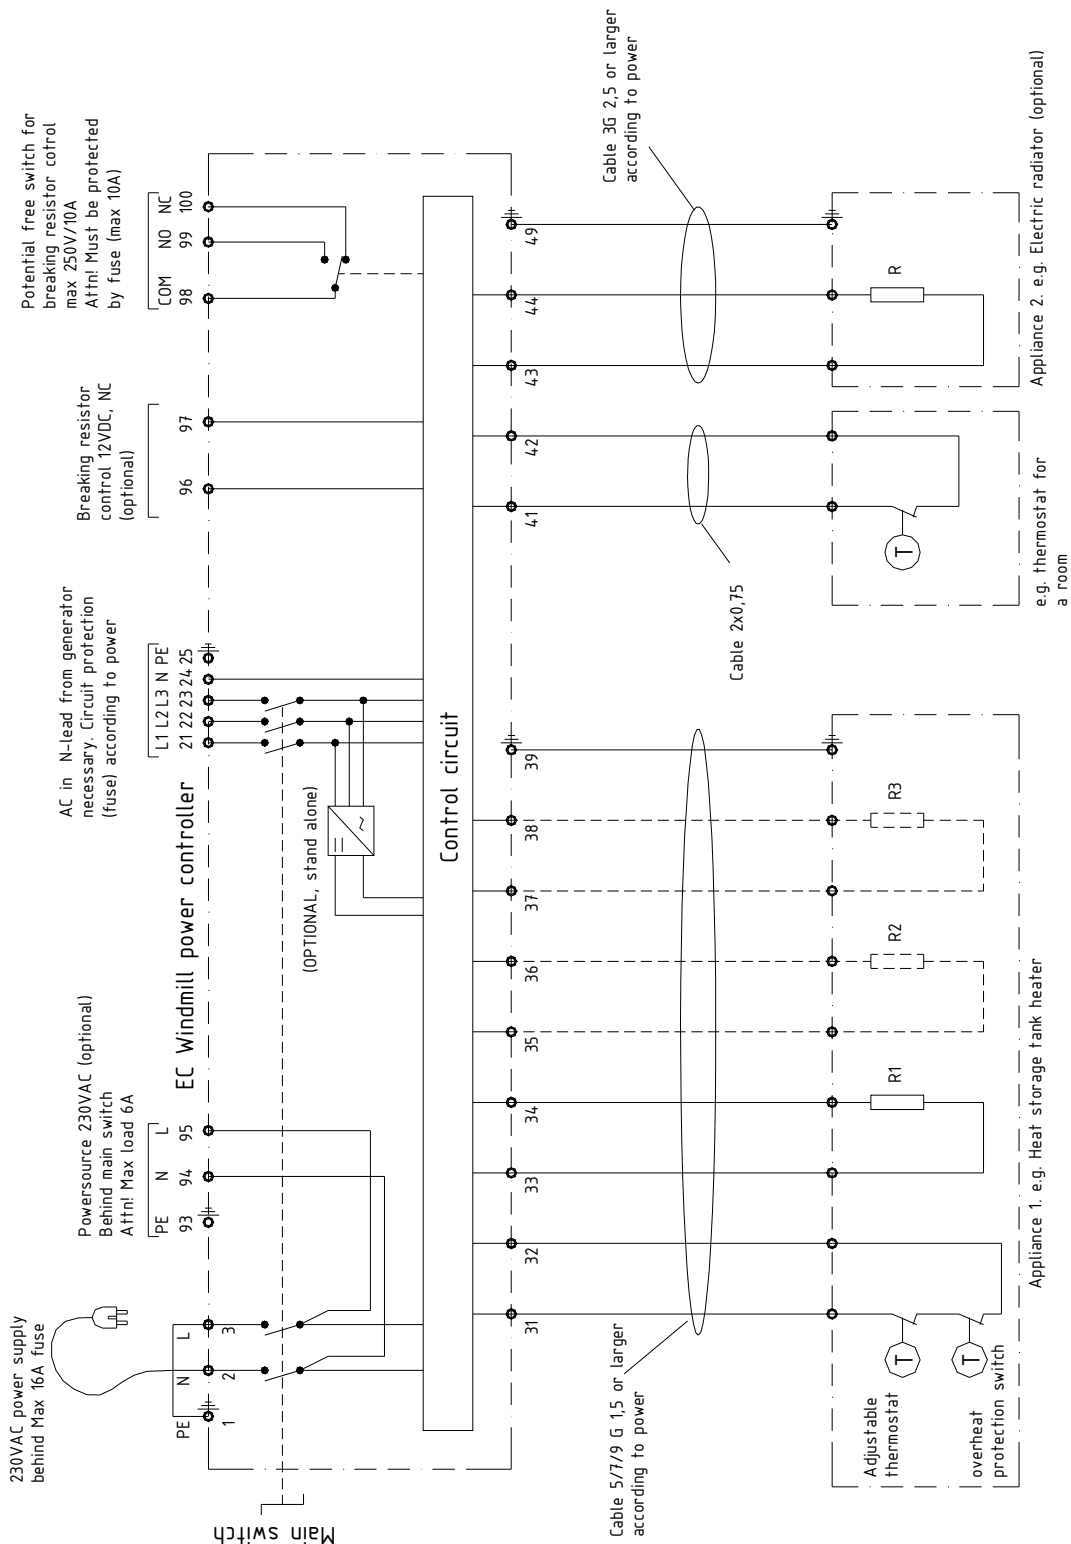 230VAC power supply
behind Max 16A fuse
Powersource 230VAC (optional)
Behind main switch
Attn! Max load 6A
AC in N-lead from generator
necessary. Circuit protection
(fuse) according to power
Breaking resistor
control 12VDC, NC
(optional)
Potential free switch for
breaking resistor cotrol
max 250V/10A
Attn! Must be protected
by fuse (max 10A)
PE N L
1 2 3
PE N L
93 94 95
L1 L2 L3 N PE
21 22 23 24 25
96 97
COM NO NC
98 99 100
EC Windmill power controller
Main switch
(OPTIONAL, stand alone)
Control circuit
31 32 33 34 35 36 37 38 39 41 42 43 44 49
Cable 5/7/9 G 1,5 or larger
according to power
Cable 2x0,75
Cable 3G 2,5 or larger
according to power
T
T
Adjustable
thermostat
overheat
protection switch
R1
R2
R3
T
R
Appliance 1. e.g. Heat storage tank heater
e.g. thermostat for
a room
Appliance 2. e.g. Electric radiator (optional)